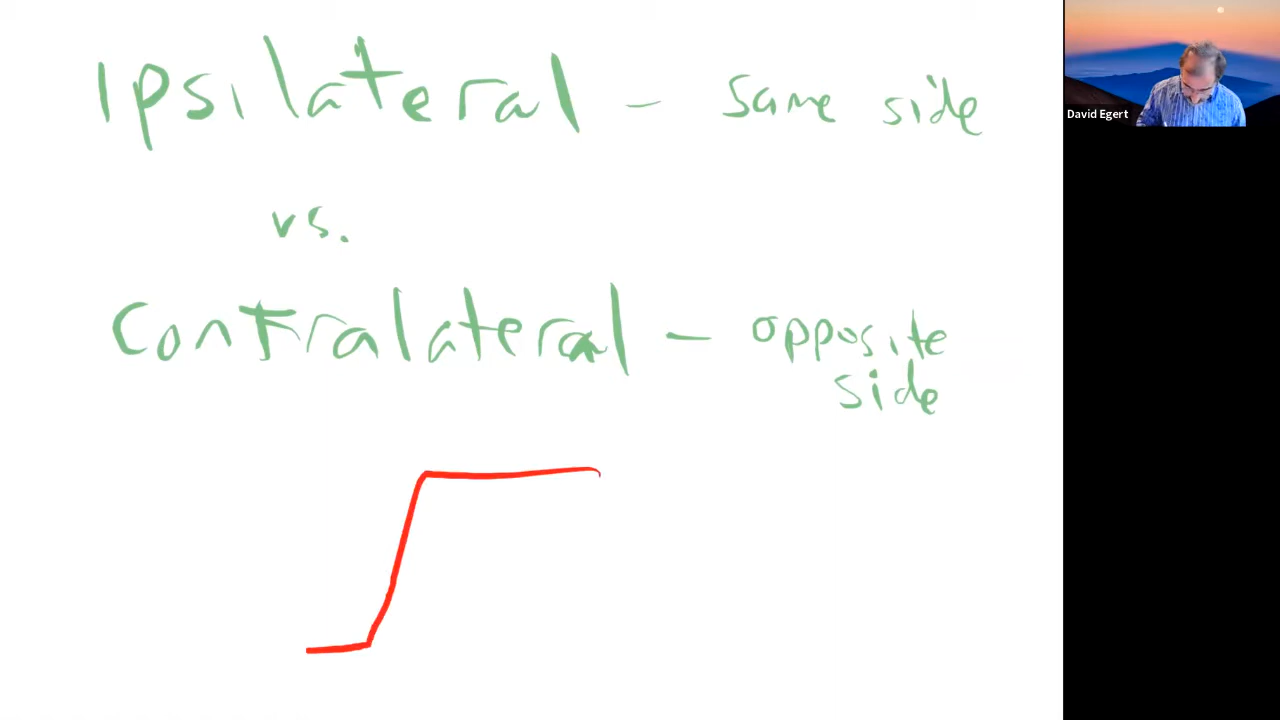 Ipsilateral - same side
David Egert
vs.
Contralateral - opposite
side